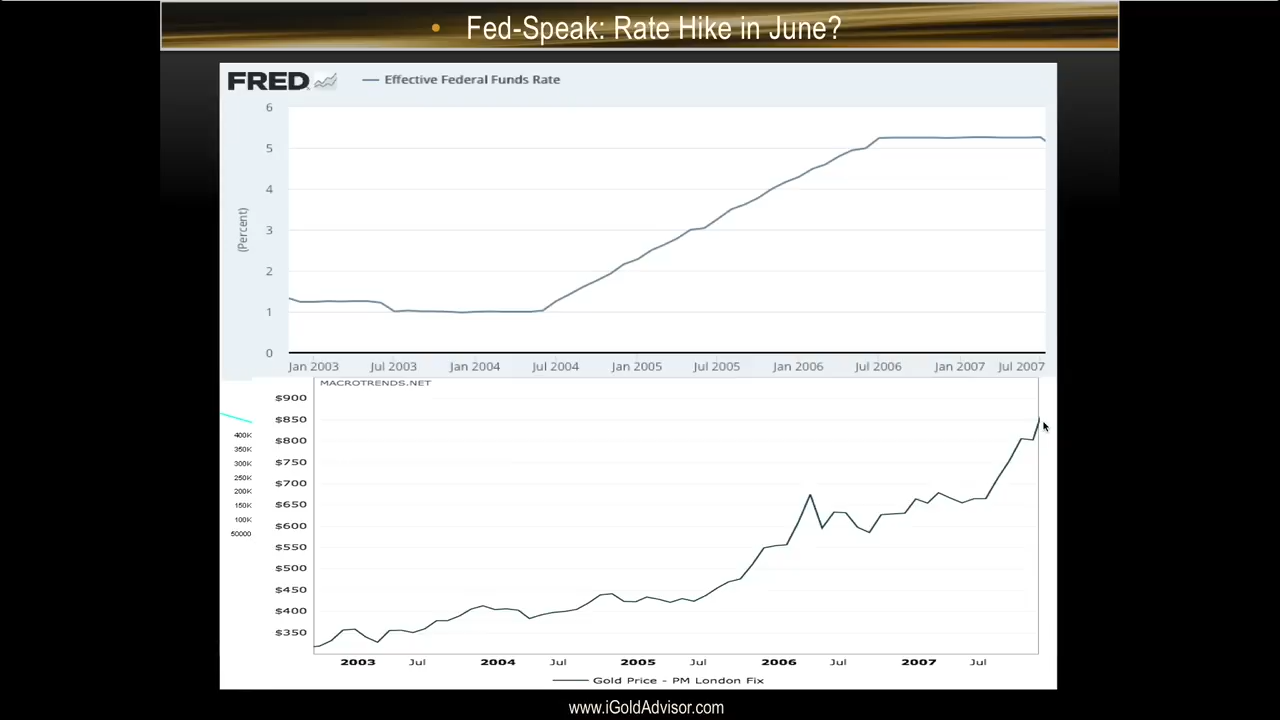 • Fed-Speak: Rate Hike in June?
FRED — Effective Federal Funds Rate
6
5
4
3
2
1
0
(Percent)
Jan 2003 Jul 2003 Jan 2004 Jul 2004 Jan 2005 Jul 2005 Jan 2006 Jul 2006 Jan 2007 Jul 2007
MACROTRENDS.NET
$900
$850
$800
$750
$700
$650
$600
$550
$500
$450
$400
$350
400K
350K
300K
250K
200K
150K
100K
50000
2003 Jul 2004 Jul 2005 Jul 2006 Jul 2007 Jul
Gold Price - PM London Fix
www.iGoldAdvisor.com